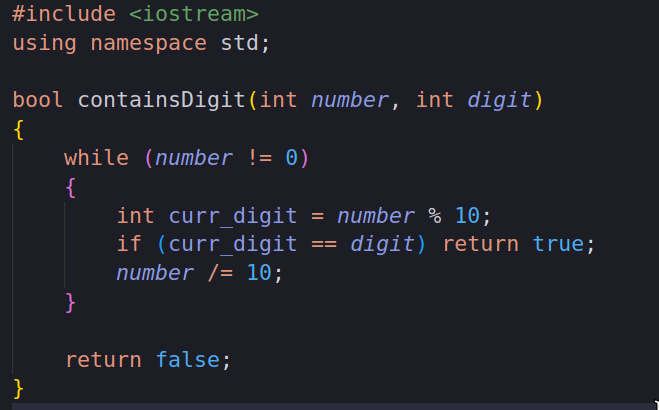 #include <iostream>
using namespace std;

bool containsDigit(int number, int digit)
{
    while (number != 0)
    {
        int curr_digit = number % 10;
        if (curr_digit == digit) return true;
        number /= 10;
    }

    return false;
}